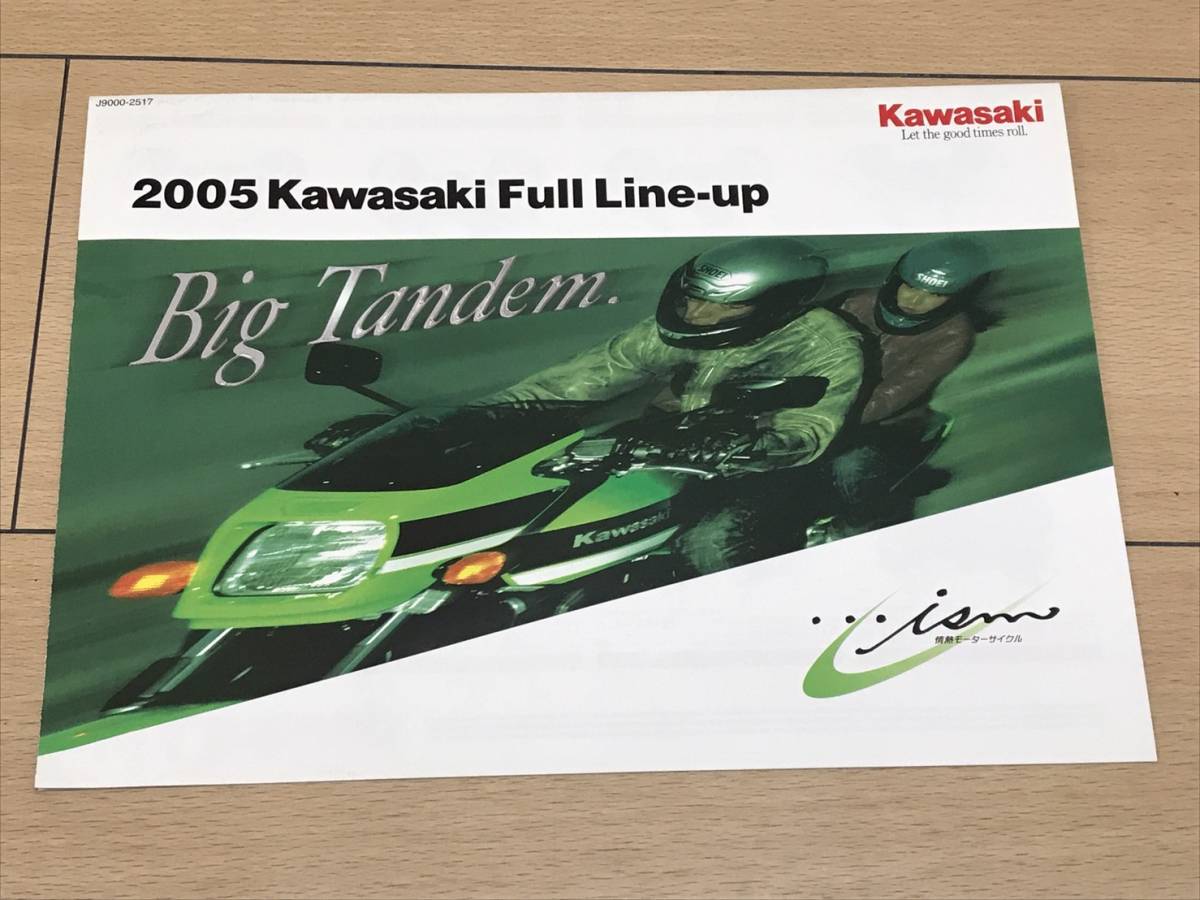 J9000-2517
Kawasaki
Let the good times roll.
2005 Kawasaki Full Line-up
Big Tandem.
SHOEI
SHOEI
Kawasaki
...ism
情熱モーターサイクル